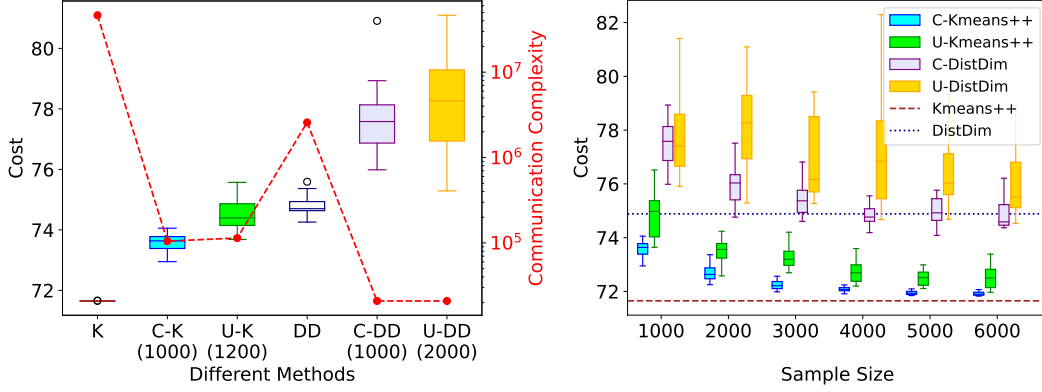 80
78
76
74
72
Cost
K
C-K
(1000)
U-K
(1200)
DD
C-DD
(1000)
U-DD
(2000)
Different Methods
10^7
10^6
10^5
Communication Complexity
82
80
78
76
74
72
Cost
C-Kmeans++
U-Kmeans++
C-DistDim
U-DistDim
Kmeans++
DistDim
1000
2000
3000
4000
5000
6000
Sample Size